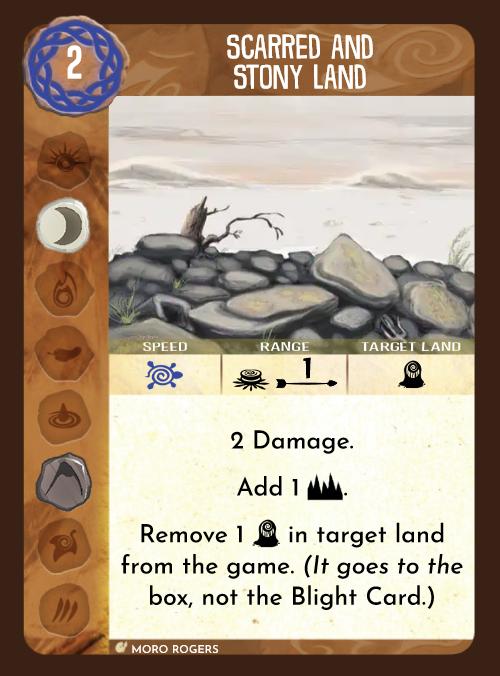 2
SCARRED AND
STONY LAND
SPEED RANGE TARGET LAND
1
2 Damage.
Add 1 .
Remove 1 in target land
from the game. (It goes to the
box, not the Blight Card.)
MORO ROGERS